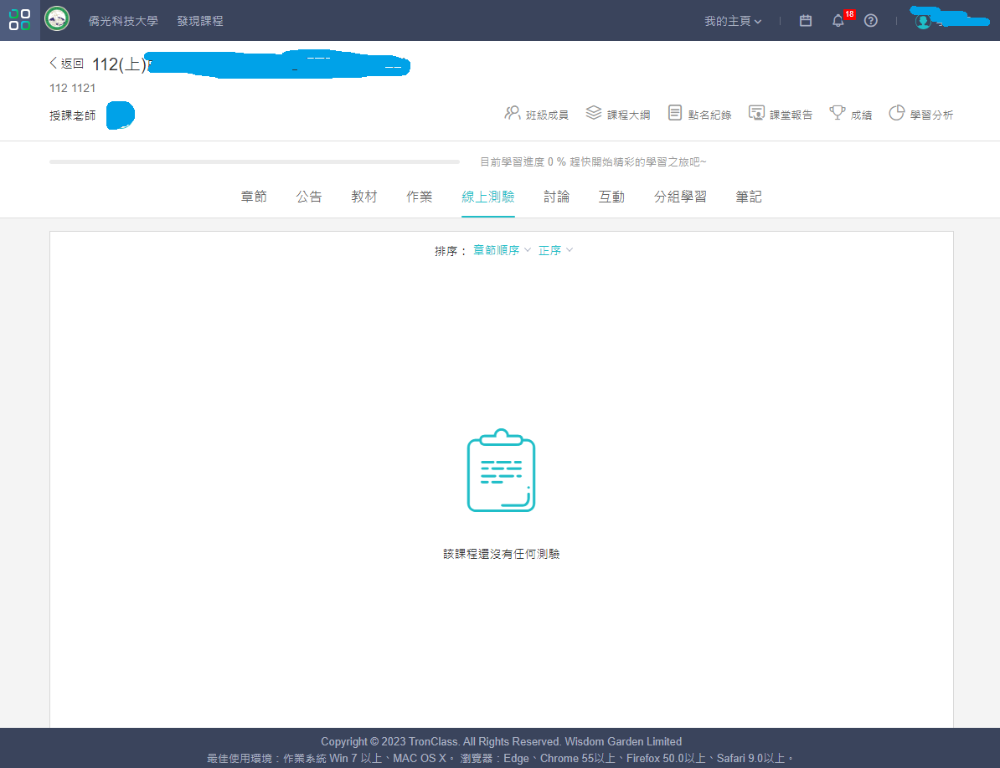 僑光科技大學 發現課程 我的主頁 18
返回 112(上)
112 1121
授課老師 班級成員 課程大綱 點名紀錄 課堂報告 成績 學習分析
目前學習進度 0 % 趕快開始精彩的學習之旅吧~
章節 公告 教材 作業 線上測驗 討論 互動 分組學習 筆記
排序： 章節順序 正序
該課程還沒有任何測驗
Copyright © 2023 TronClass. All Rights Reserved. Wisdom Garden Limited
最佳使用環境：作業系統 Win 7 以上、MAC OS X。 瀏覽器：Edge、Chrome 55以上、Firefox 50.0以上、Safari 9.0以上。